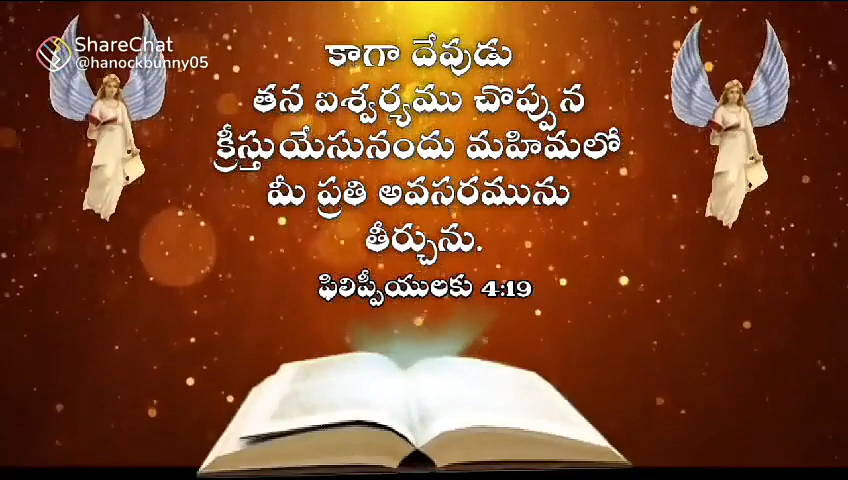 ShareChat
@hanockbunny05
కాగా దేవుడు
తన ఐశ్వర్యము చొప్పున
క్రీస్తుయేసునందు మహిమలో
మీ ప్రతి అవసరమును
తీర్చును.
ఫిలిప్పీయులకు 4:19